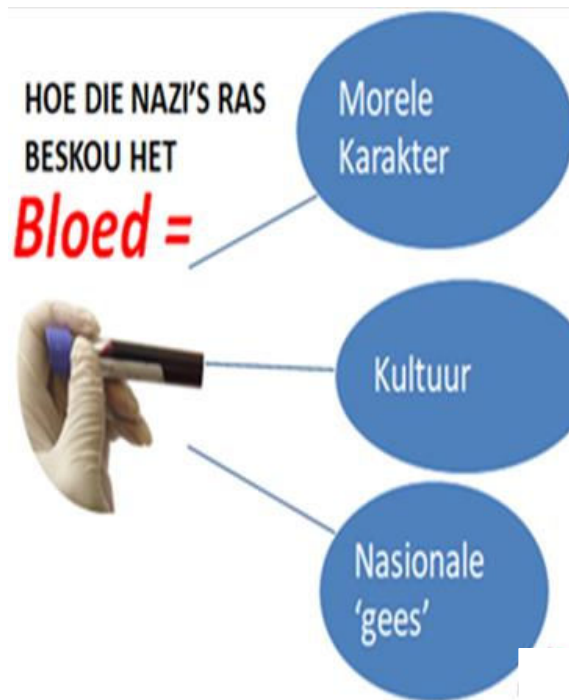 HOE DIE NAZI'S RAS
BESKOU HET
Bloed =
Morele
Karakter
Kultuur
Nasionale
'gees'